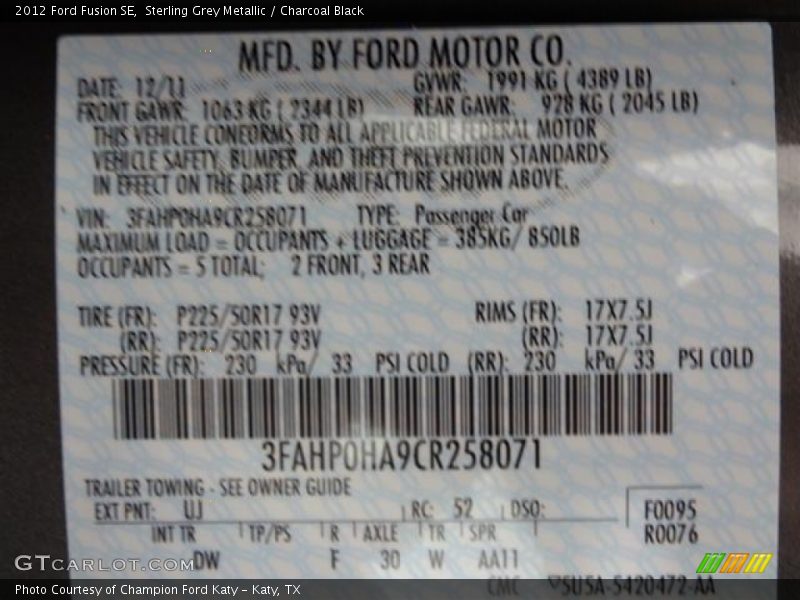 2012 Ford Fusion SE,  Sterling Grey Metallic / Charcoal Black
MFD. BY FORD MOTOR CO.
DATE: 12/11 GVWR: 1991 KG ( 4389 LB)
FRONT GAWR: 1063 KG ( 2344 LB) REAR GAWR: 928 KG ( 2045 LB)
THIS VEHICLE CONFORMS TO ALL APPLICABLE FEDERAL MOTOR
VEHICLE SAFETY, BUMPER, AND THEFT PREVENTION STANDARDS
IN EFFECT ON THE DATE OF MANUFACTURE SHOWN ABOVE.
VIN: 3FAHP0HA9CR258071 TYPE: Passenger Car
MAXIMUM LOAD = OCCUPANTS + LUGGAGE = 385KG/ 850LB
OCCUPANTS = 5 TOTAL; 2 FRONT, 3 REAR
TIRE (FR): P225/50R17 93V RIMS (FR): 17X7.5J
(RR): P225/50R17 93V (RR): 17X7.5J
PRESSURE (FR): 230 kPa/ 33 PSI COLD (RR): 230 kPa/ 33 PSI COLD
3FAHP0HA9CR258071
TRAILER TOWING - SEE OWNER GUIDE
EXT PNT: UJ RC: 52 DSO: F0095
R0076
INT TR TP/PS R AXLE TR SPR
DW F 30 W AA11
CMC 5U5A-5420472-AA
GTcarlot.com
Photo Courtesy of Champion Ford Katy - Katy, TX